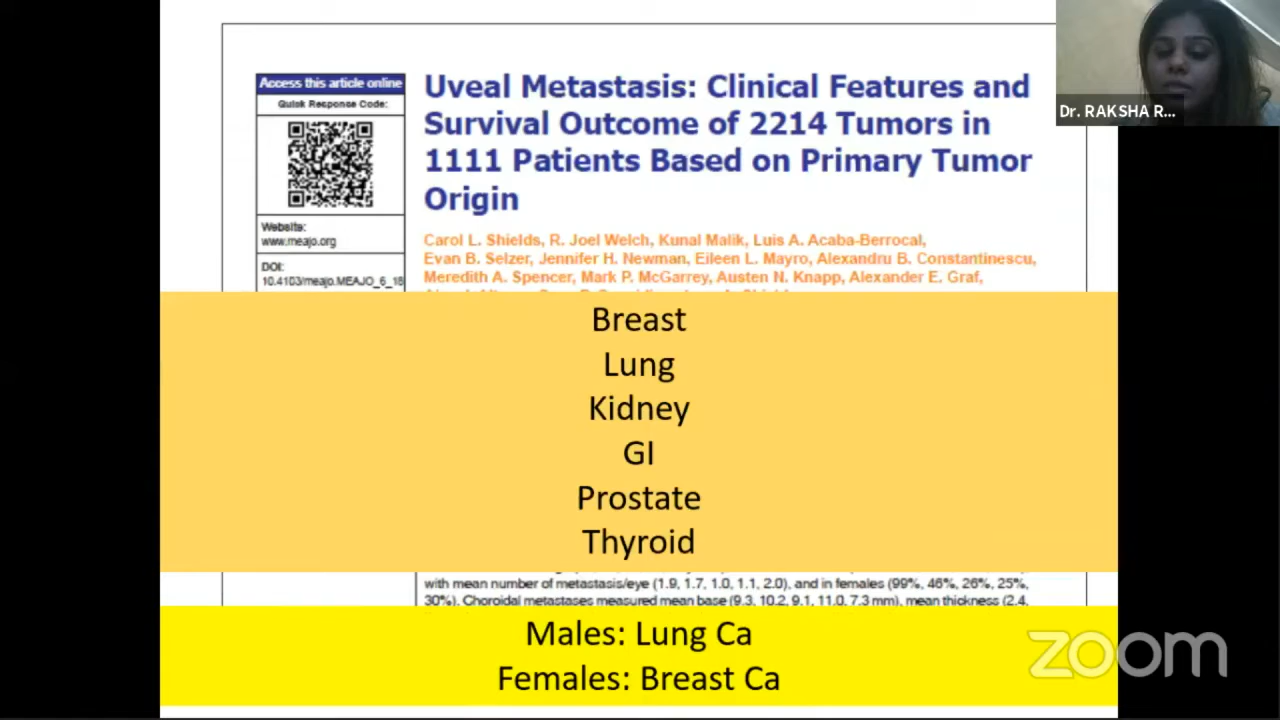 Access this article online
Quick Response Code:
Website:
www.meajo.org
DOI:
10.4103/meajo.MEAJO_6_18
Uveal Metastasis: Clinical Features and
Survival Outcome of 2214 Tumors in
1111 Patients Based on Primary Tumor
Origin
Carol L. Shields, R. Joel Welch, Kunal Malik, Luis A. Acaba-Berrocal,
Evan B. Selzer, Jennifer H. Newman, Eileen L. Mayro, Alexandru B. Constantinescu,
Meredith A. Spencer, Mark P. McGarrey, Austen N. Knapp, Alexander E. Graf,
Breast
Lung
Kidney
GI
Prostate
Thyroid
with mean number of metastasis/eye (1.9, 1.7, 1.0, 1.1, 2.0), and in females (99%, 46%, 26%, 25%,
30%). Choroidal metastases measured mean base (9.3, 10.2, 9.1, 11.0, 7.3 mm), mean thickness (2.4,
Males: Lung Ca
Females: Breast Ca
Dr. RAKSHA R...
zoom